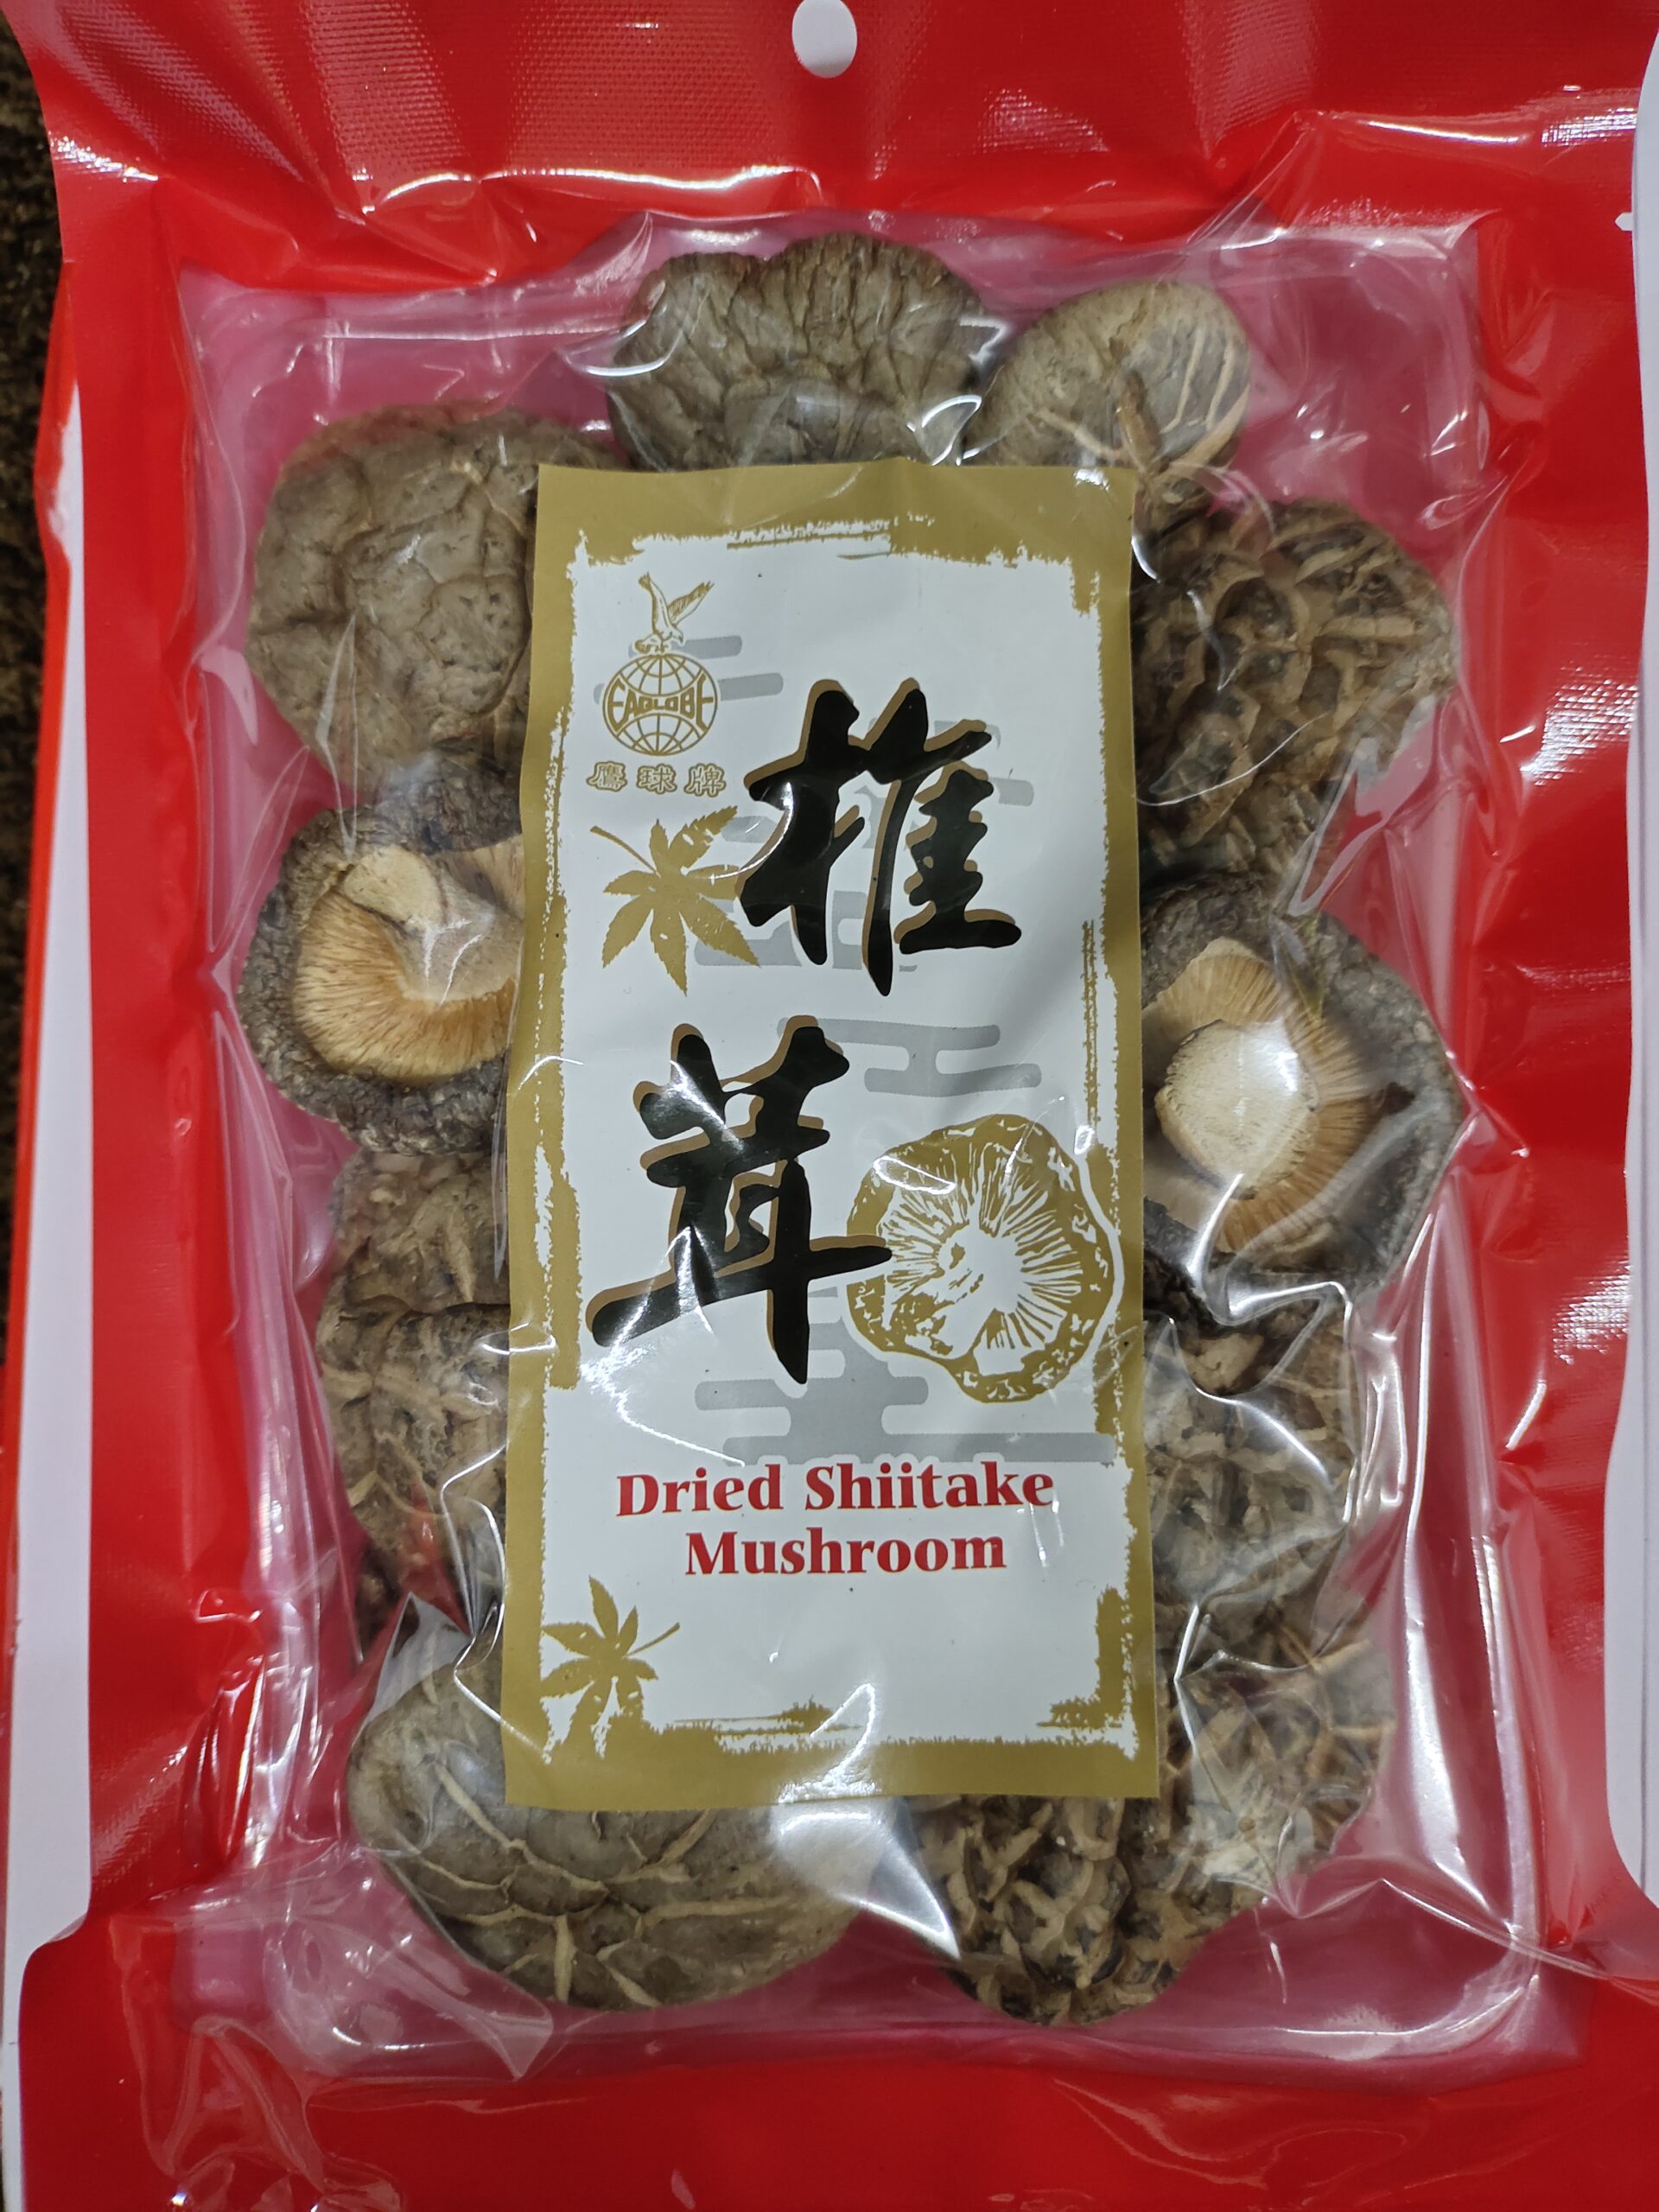 EAGLOBE
鷹球牌
椎
茸
Dried Shiitake
Mushroom